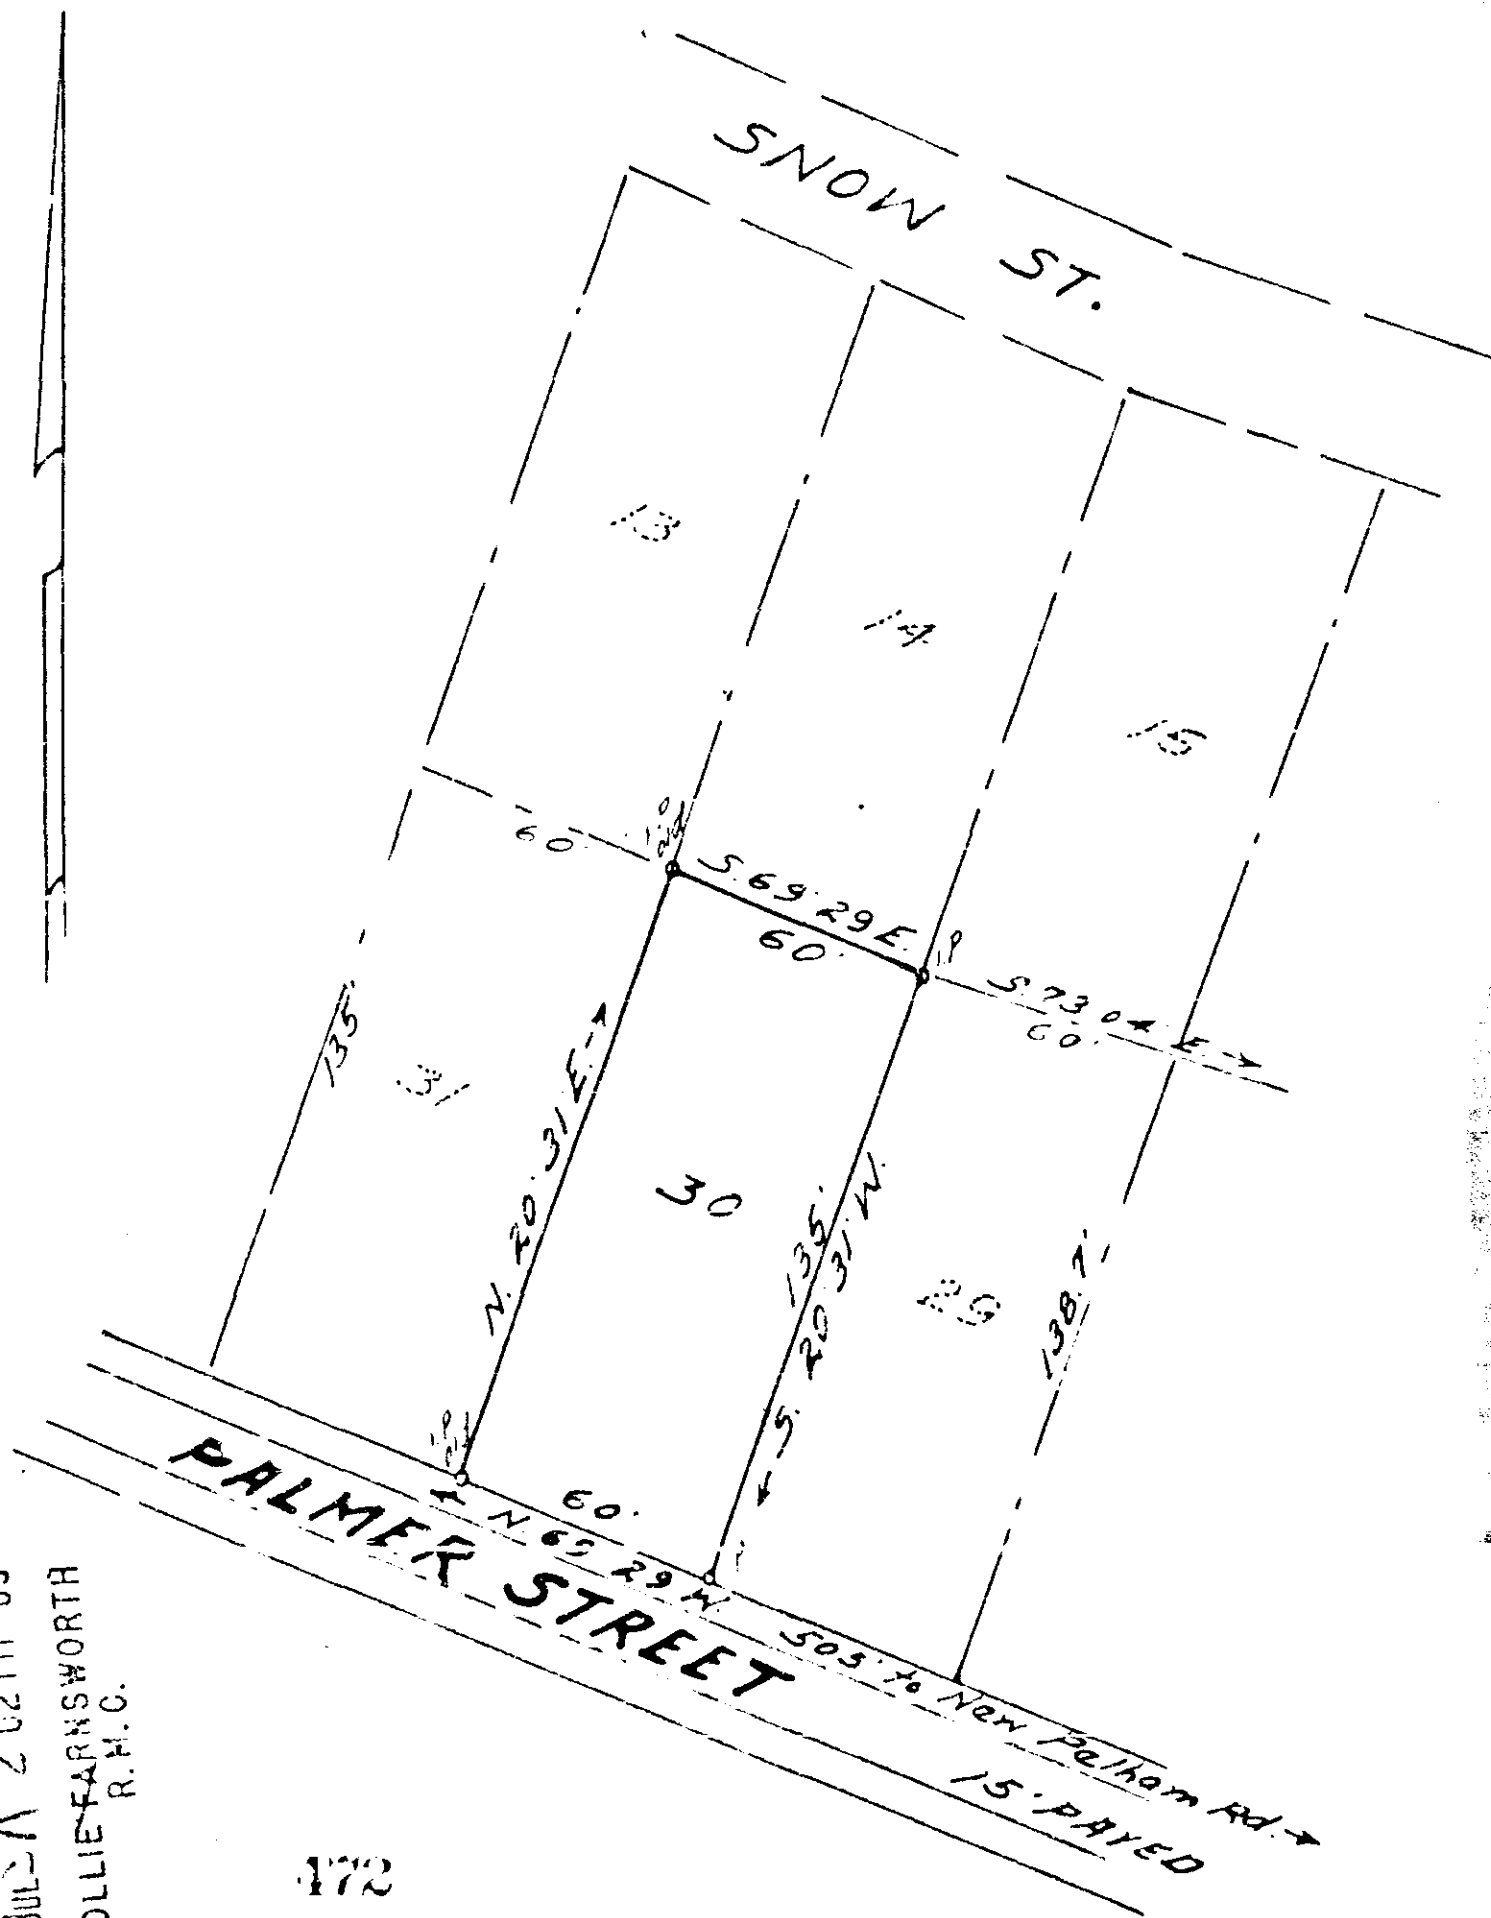 SNOW ST.
13
14
15
60'
S. 69° 29 E.
60'
I.P.
S. 73 04 E.
60'
135'
31
N. 20° 31 E.
30
135'
S. 20 31 W.
29
138.7'
I.P.
60'
N. 69 29 W.
PALMER STREET
505' to New Pelham Rd.
15' PAVED
OLLIE FARNSWORTH
R.M.C.
472